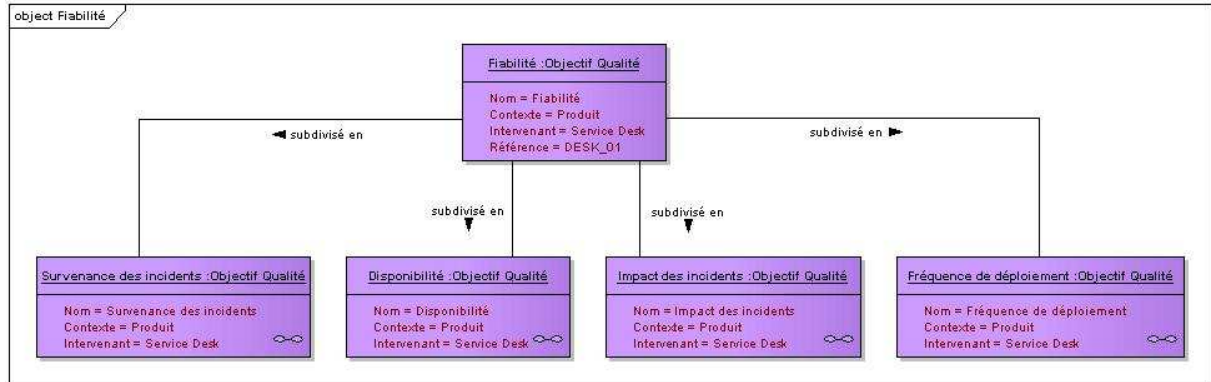 object Fiabilité
Fiabilité :Objectif Qualité
Nom = Fiabilité
Contexte = Produit
Intervenant = Service Desk
Référence = DESK_01
subdivisé en
subdivisé en
subdivisé en
subdivisé en
Survenance des incidents :Objectif Qualité
Nom = Survenance des incidents
Contexte = Produit
Intervenant = Service Desk
Disponibilité :Objectif Qualité
Nom = Disponibilité
Contexte = Produit
Intervenant = Service Desk
Impact des incidents :Objectif Qualité
Nom = Impact des incidents
Contexte = Produit
Intervenant = Service Desk
Fréquence de déploiement :Objectif Qualité
Nom = Fréquence de déploiement
Contexte = Produit
Intervenant = Service Desk